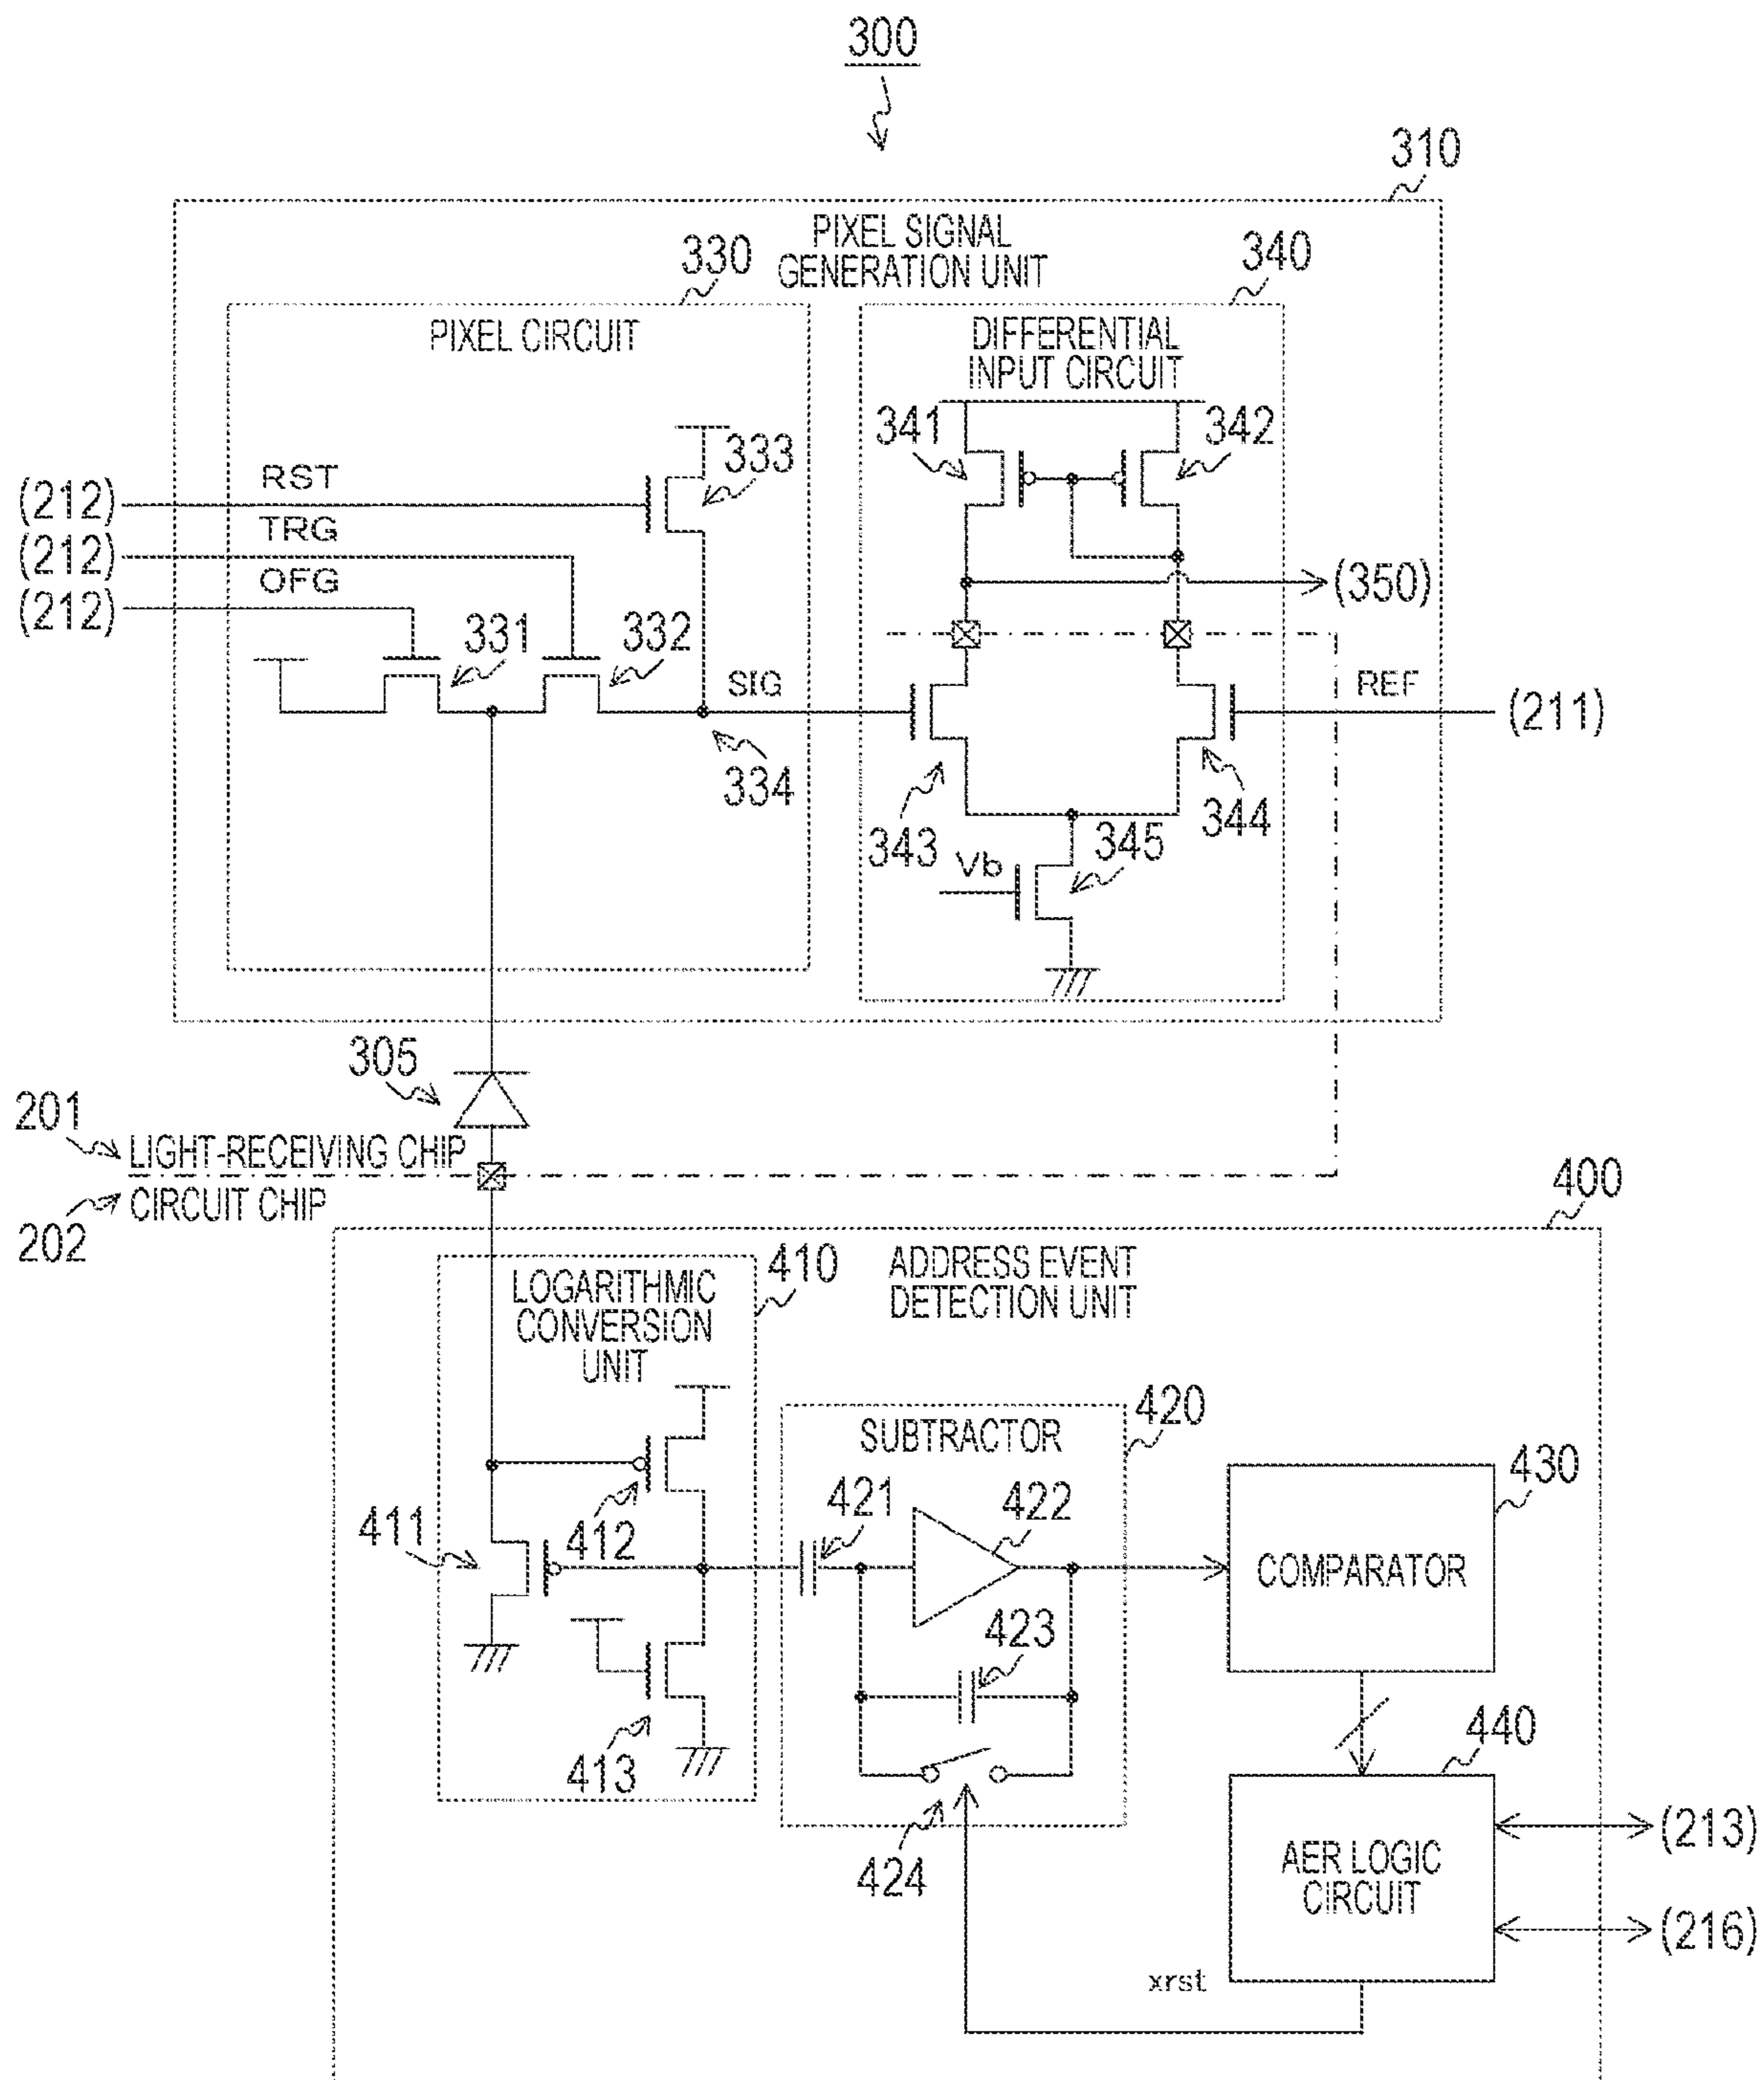 300
310
PIXEL SIGNAL
GENERATION UNIT
330
340
PIXEL CIRCUIT
DIFFERENTIAL
INPUT CIRCUIT
341
342
333
RST
(212)
TRG
(212)
OFG
(212)
(350)
331
332
SIG
REF
(211)
334
343
344
345
Vb
305
201
LIGHT-RECEIVING CHIP
CIRCUIT CHIP
202
400
410
ADDRESS EVENT
DETECTION UNIT
LOGARITHMIC
CONVERSION
UNIT
420
SUBTRACTOR
430
421
422
411
412
COMPARATOR
423
413
440
424
(213)
AER LOGIC
CIRCUIT
(216)
xrst